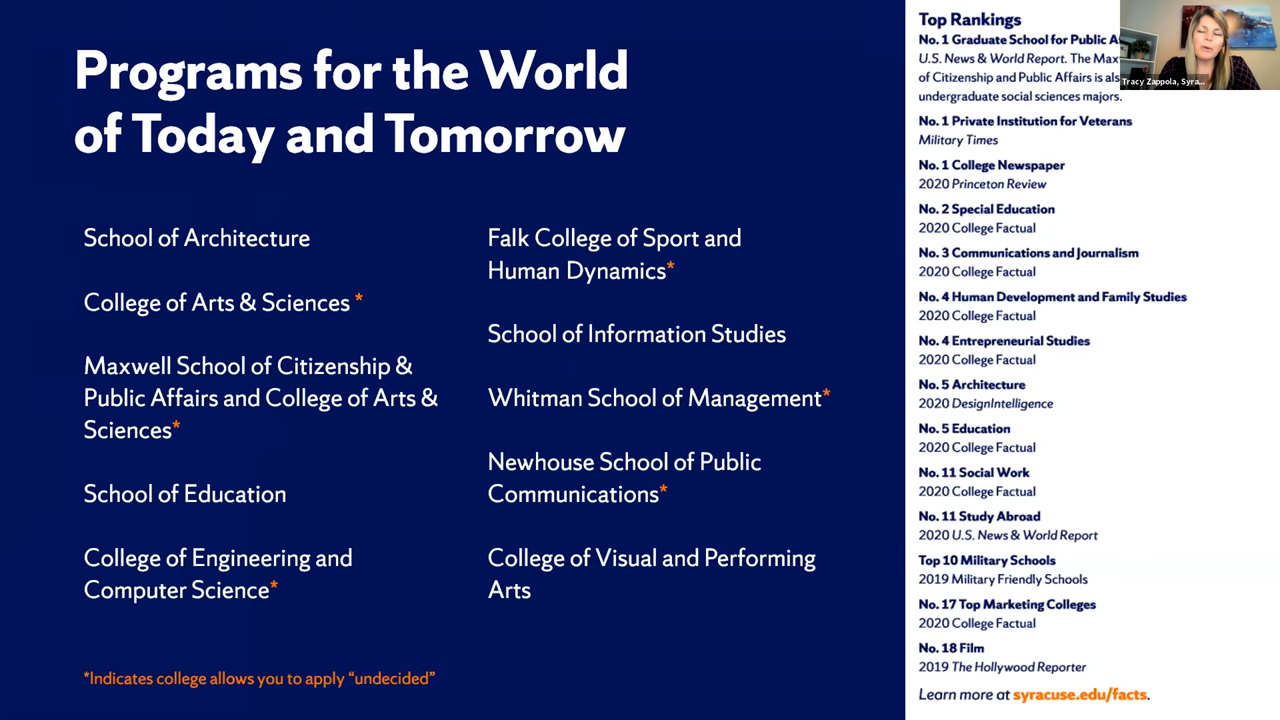 Programs for the World
of Today and Tomorrow
School of Architecture
College of Arts & Sciences *
Maxwell School of Citizenship &
Public Affairs and College of Arts &
Sciences*
School of Education
College of Engineering and
Computer Science*
Falk College of Sport and
Human Dynamics*
School of Information Studies
Whitman School of Management*
Newhouse School of Public
Communications*
College of Visual and Performing
Arts
*Indicates college allows you to apply “undecided”
Top Rankings
No. 1 Graduate School for Public
U.S. News & World Report. The
of Citizenship and Public Affairs is
undergraduate social sciences majors.
No. 1 Private Institution for Veterans
Military Times
No. 1 College Newspaper
2020 Princeton Review
No. 2 Special Education
2020 College Factual
No. 3 Communications and Journalism
2020 College Factual
No. 4 Human Development and Family Studies
2020 College Factual
No. 4 Entrepreneurial Studies
2020 College Factual
No. 5 Architecture
2020 DesignIntelligence
No. 5 Education
2020 College Factual
No. 11 Social Work
2020 College Factual
No. 11 Study Abroad
2020 U.S. News & World Report
Top 10 Military Schools
2019 Military Friendly Schools
No. 17 Top Marketing Colleges
2020 College Factual
No. 18 Film
2019 The Hollywood Reporter
Learn more at syracuse.edu/facts.
Tracy Zappola, Syra...